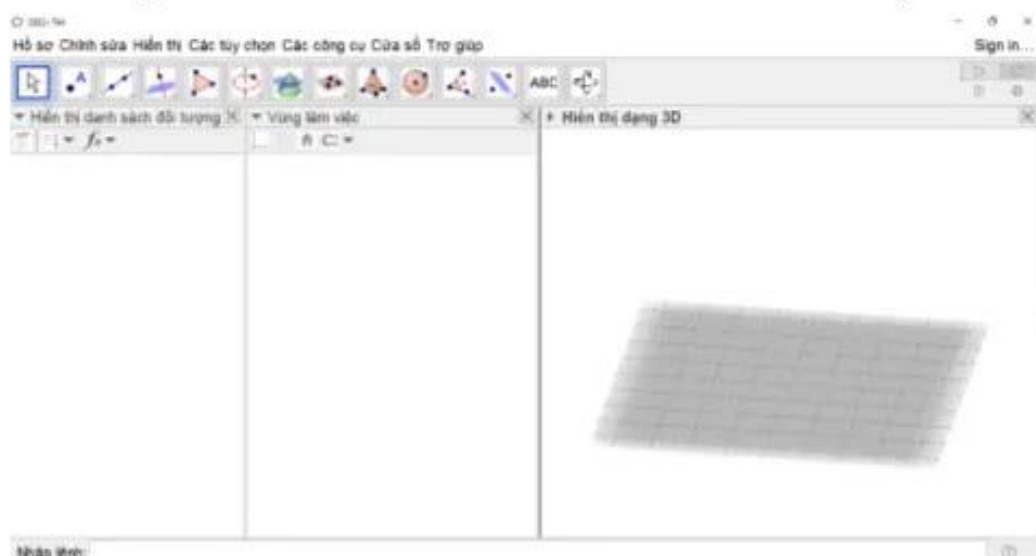 Hồ sơ Chỉnh sửa Hiển thị Các tùy chọn Các công cụ Cửa sổ Trợ giúp
Sign in...
ABC
Hiển thị danh sách đối tượng
Vùng làm việc
Hiển thị dạng 3D
Nhập lệnh: